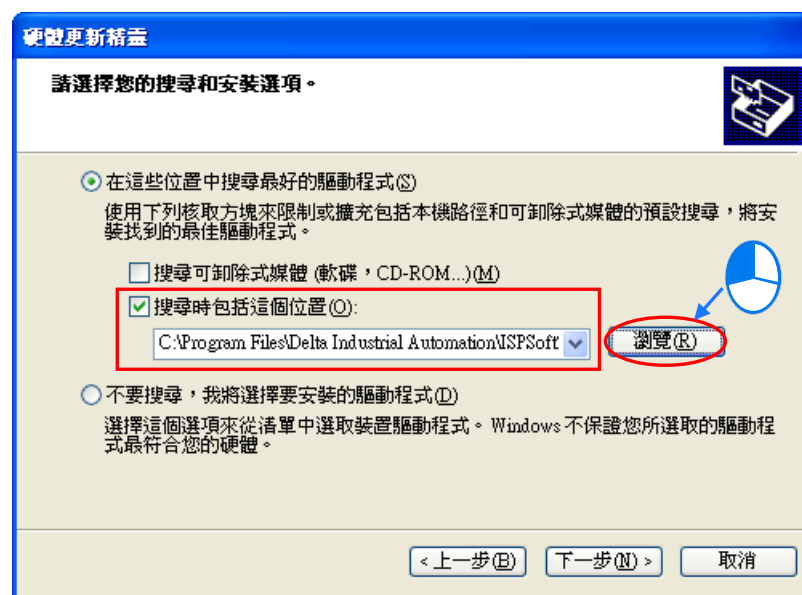 硬體更新精靈
請選擇您的搜尋和安裝選項。
在這些位置中搜尋最好的驅動程式(S)
使用下列核取方塊來限制或擴充包括本機路徑和可卸除式媒體的預設搜尋，將安
裝找到的最佳驅動程式。
搜尋可卸除式媒體 (軟碟，CD-ROM...)(M)
搜尋時包括這個位置(O):
C:\Program Files\Delta Industrial Automation\ISPSoft
瀏覽(R)
不要搜尋，我將選擇要安裝的驅動程式(D)
選擇這個選項來從清單中選取裝置驅動程式。Windows 不保證您所選取的驅動程
式最符合您的硬體。
<上一步(B)
下一步(N)>
取消